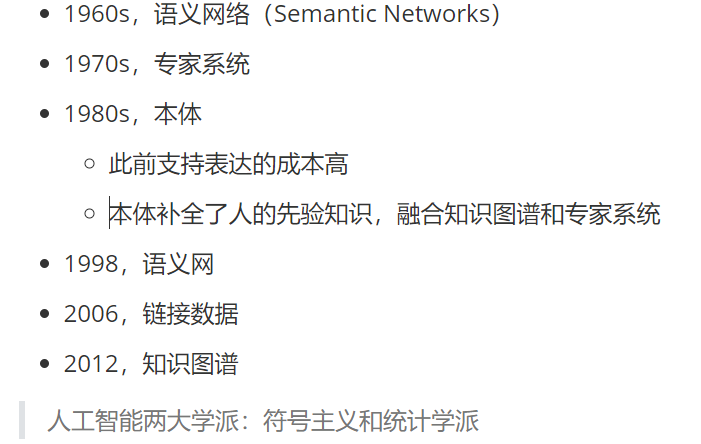 1960s，语义网络（Semantic Networks）
1970s，专家系统
1980s，本体
此前支持表达的成本高
本体补全了人的先验知识，融合知识图谱和专家系统
1998，语义网
2006，链接数据
2012，知识图谱
人工智能两大学派：符号主义和统计学派